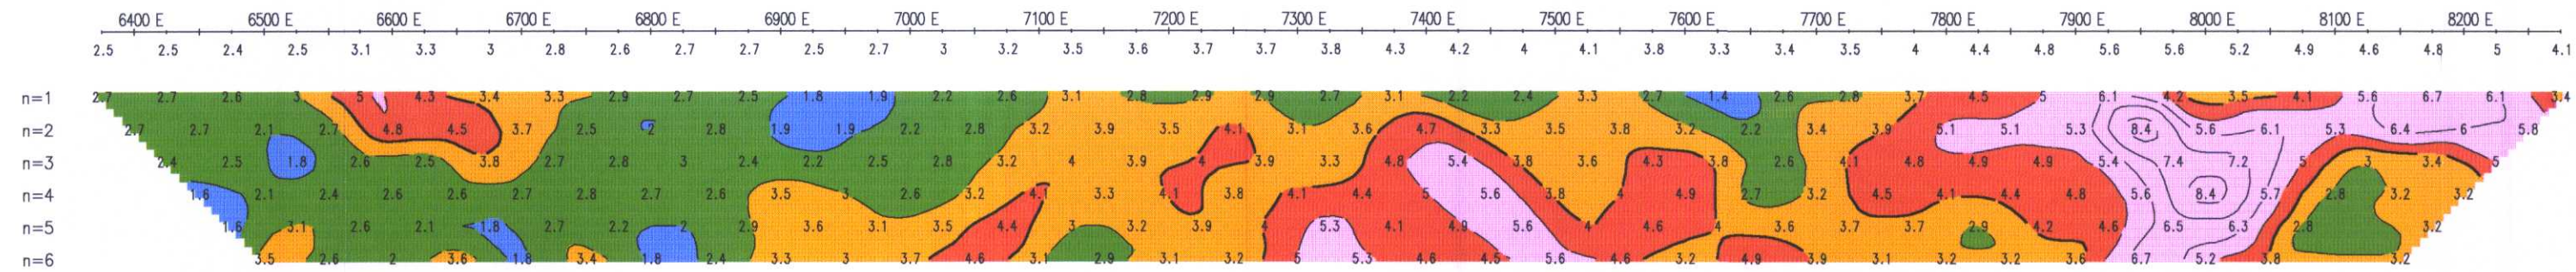 6400 E 6500 E 6600 E 6700 E 6800 E 6900 E 7000 E 7100 E 7200 E 7300 E 7400 E 7500 E 7600 E 7700 E 7800 E 7900 E 8000 E 8100 E 8200 E
2.5 2.5 2.4 2.5 3.1 3.3 3 2.8 2.6 2.7 2.7 2.5 2.7 3 3.2 3.5 3.6 3.7 3.7 3.8 4.3 4.2 4 4.1 3.8 3.3 3.4 3.5 4 4.4 4.8 5.6 5.6 5.2 4.9 4.6 4.8 5 4.1
n=1 2.7 2.7 2.6 3 5 4.3 3.4 3.3 2.9 2.7 2.5 1.8 1.9 2.2 2.6 3.1 2.8 2.9 2.9 2.7 3.1 2.2 2.4 3.3 2.7 1.4 2.6 2.8 3.7 4.5 5 6.1 4.2 3.5 4.1 5.6 6.7 6.1 3.4
n=2 2.7 2.7 2.1 2.7 4.8 4.5 3.7 2.5 2 2.8 1.9 1.9 2.2 2.8 3.2 3.9 3.5 4.1 3.1 3.6 4.7 3.3 3.5 3.8 3.2 2.2 3.4 3.9 5.1 5.1 5.3 8.4 5.6 6.1 5.3 6.4 6 5.8
n=3 2.4 2.5 1.8 2.6 2.5 3.8 2.7 2.8 3 2.4 2.2 2.5 2.8 3.2 4 3.9 4 3.9 3.3 4.8 5.4 3.8 3.6 4.3 3.8 2.6 4.1 4.8 4.9 4.9 5.4 7.4 7.2 5 3 3.4 5
n=4 1.6 2.1 2.4 2.6 2.6 2.7 2.8 2.7 2.6 3.5 3 2.6 3.2 4.1 3.3 4.1 3.8 4.1 4.4 5 5.6 3.8 4 4.9 2.7 3.2 4.5 4.1 4.4 4.8 5.6 8.4 5.7 2.8 3.2 3.2
n=5 1.6 3.1 2.6 2.1 1.8 2.7 2.2 2 2.9 3.6 3.1 3.5 4.4 3 3.2 3.9 4 5.3 4.1 4.9 5.6 4 4.6 4 3.6 3.7 3.7 2.9 4.2 4.6 6.5 6.3 2.8 3.2
n=6 3.5 2.6 2 3.6 1.8 3.4 1.8 2.4 3.3 3 3.7 4.6 3.1 2.9 3.1 3.2 5 5.3 4.6 4.5 5.6 4.6 3.2 4.9 3.9 3.1 3.2 3.2 3.6 6.7 5.2 3.8 3.2